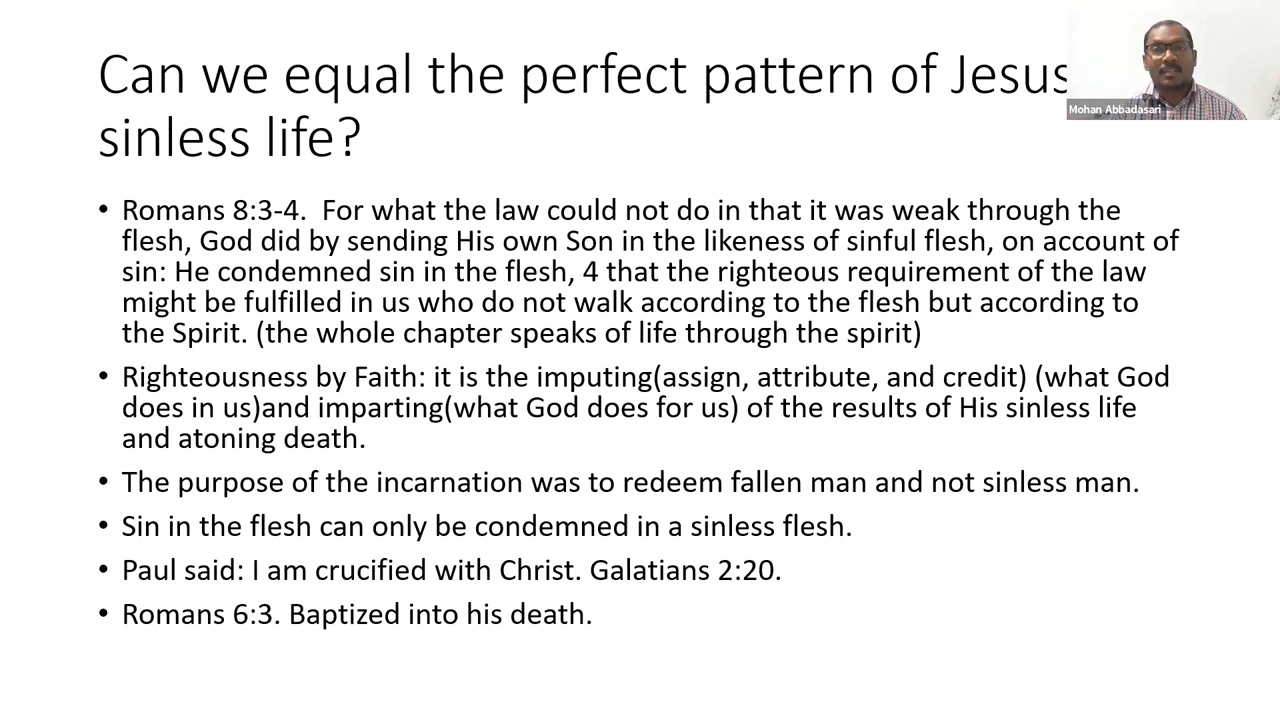 Can we equal the perfect pattern of Jesus
sinless life?
Mohan Abbadasari
• Romans 8:3-4.  For what the law could not do in that it was weak through the
flesh, God did by sending His own Son in the likeness of sinful flesh, on account of
sin: He condemned sin in the flesh, 4 that the righteous requirement of the law
might be fulfilled in us who do not walk according to the flesh but according to
the Spirit. (the whole chapter speaks of life through the spirit)
• Righteousness by Faith: it is the imputing(assign, attribute, and credit) (what God
does in us)and imparting(what God does for us) of the results of His sinless life
and atoning death.
• The purpose of the incarnation was to redeem fallen man and not sinless man.
• Sin in the flesh can only be condemned in a sinless flesh.
• Paul said: I am crucified with Christ. Galatians 2:20.
• Romans 6:3. Baptized into his death.